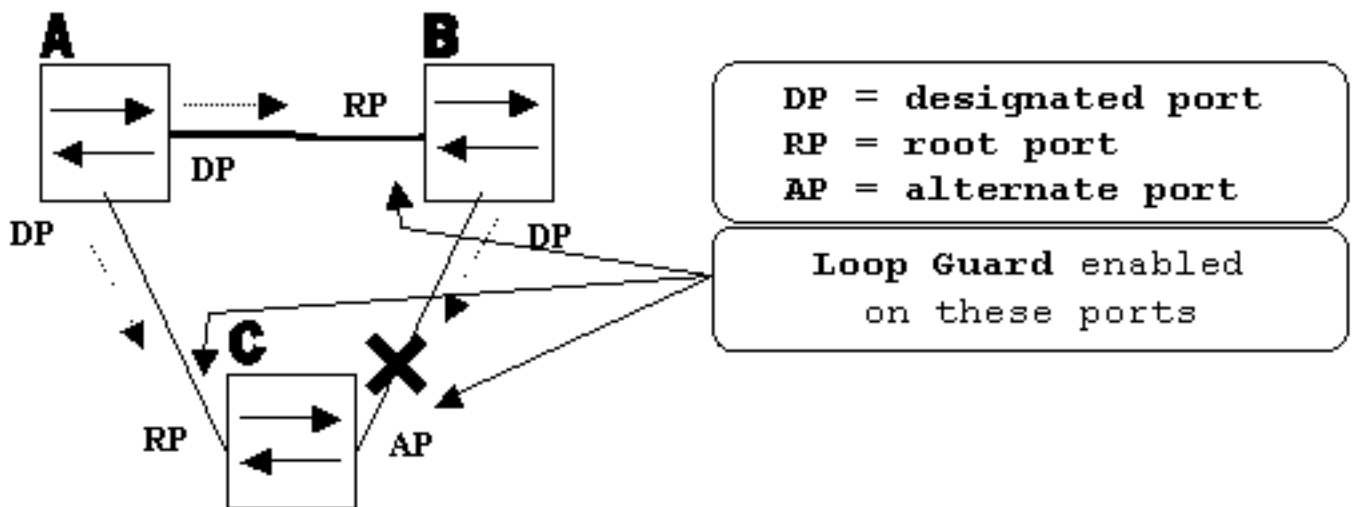 A
B
RP
DP
DP
DP
C
RP
AP
DP = designated port
RP = root port
AP = alternate port
Loop Guard enabled
on these ports